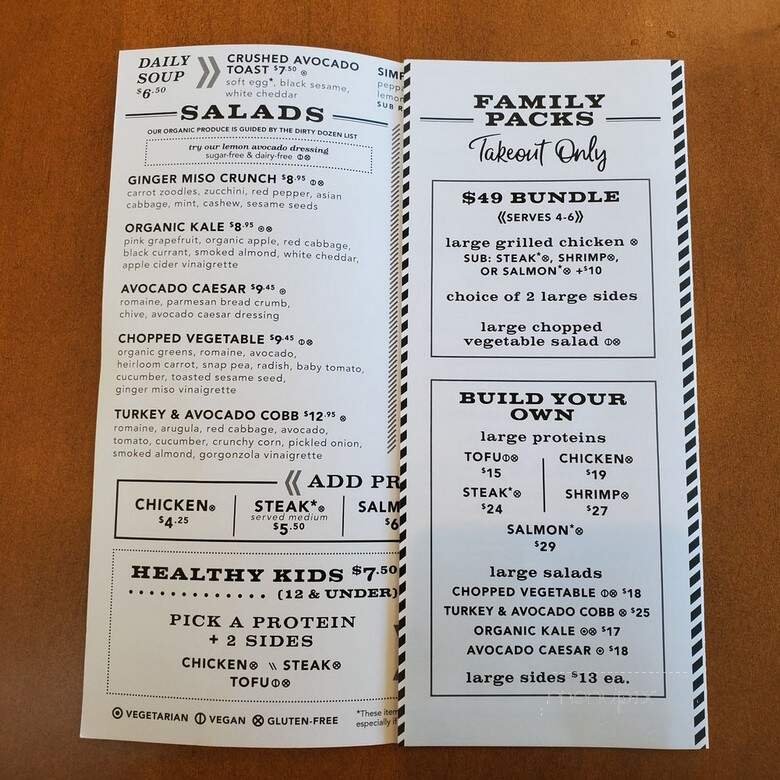 DAILY
SOUP
$6.50
CRUSHED AVOCADO
TOAST $7.50 ⊗
soft egg*, black sesame,
white cheddar
SALADS
OUR ORGANIC PRODUCE IS GUIDED BY THE DIRTY DOZEN LIST
try our lemon avocado dressing
sugar-free & dairy-free ⦶⊗
GINGER MISO CRUNCH $8.95 ⦶⊗
carrot zoodles, zucchini, red pepper, asian
cabbage, mint, cashew, sesame seeds
ORGANIC KALE $8.95 ⊙⊗
pink grapefruit, organic apple, red cabbage,
black currant, smoked almond, white cheddar,
apple cider vinaigrette
AVOCADO CAESAR $9.45 ⊙
romaine, parmesan bread crumb,
chive, avocado caesar dressing
CHOPPED VEGETABLE $9.45 ⦶⊗
organic greens, romaine, avocado,
heirloom carrot, snap pea, radish, baby tomato,
cucumber, toasted sesame seed,
ginger miso vinaigrette
TURKEY & AVOCADO COBB $12.95 ⊗
romaine, arugula, red cabbage, avocado,
tomato, cucumber, crunchy corn, pickled onion,
smoked almond, gorgonzola vinaigrette
ADD PR
CHICKEN⊗
$4.25
STEAK*⊗
served medium
$5.50
SALM
$6
HEALTHY KIDS $7.50
(12 & UNDER)
PICK A PROTEIN
+ 2 SIDES
CHICKEN⊗ \\ STEAK⊗
TOFU⦶⊗
⊙ VEGETARIAN ⦶ VEGAN ⊗ GLUTEN-FREE
*These item
especially i
FAMILY
PACKS
Takeout Only
$49 BUNDLE
《SERVES 4-6》
large grilled chicken ⊗
SUB: STEAK*⊗, SHRIMP⊗,
OR SALMON*⊗ +$10
choice of 2 large sides
large chopped
vegetable salad ⦶⊗
BUILD YOUR
OWN
large proteins
TOFU⦶⊗
$15
CHICKEN⊗
$19
STEAK*⊗
$24
SHRIMP⊗
$27
SALMON*⊗
$29
large salads
CHOPPED VEGETABLE ⦶⊗ $18
TURKEY & AVOCADO COBB ⊗ $25
ORGANIC KALE ⊙⊗ $17
AVOCADO CAESAR ⊙ $18
large sides $13 ea.
menupix